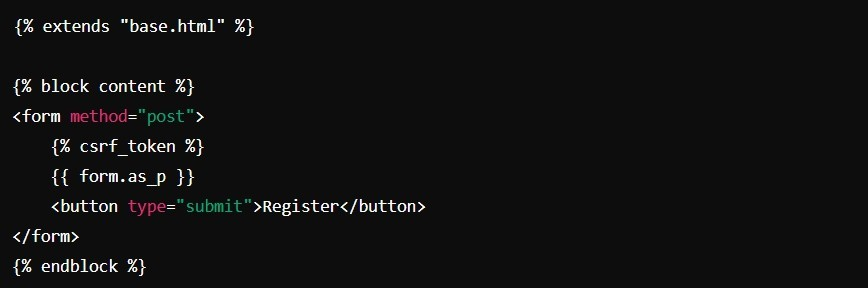 {% extends "base.html" %}
{% block content %}
<form method="post">
    {% csrf_token %}
    {{ form.as_p }}
    <button type="submit">Register</button>
</form>
{% endblock %}